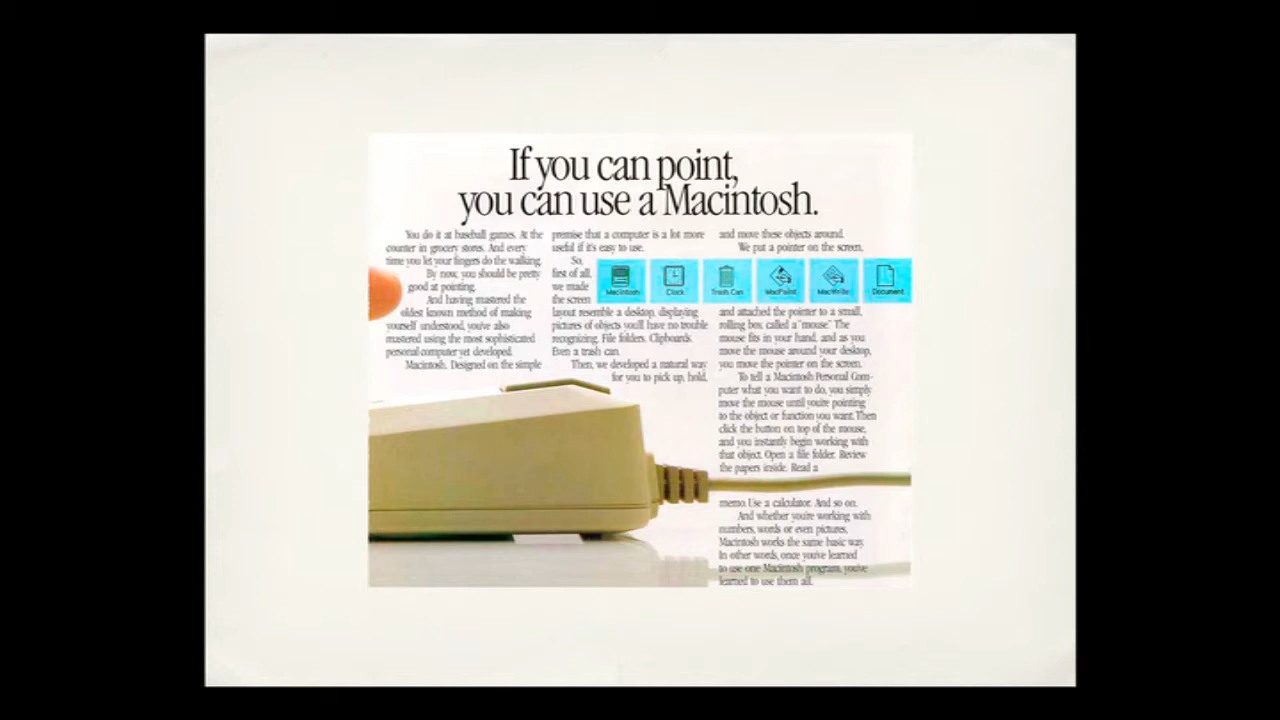 If you can point,
you can use a Macintosh.
You do it at baseball games. At the
counter in grocery stores. And every
time you let your fingers do the walking.
By now, you should be pretty
good at pointing.
And having mastered the
oldest known method of making
yourself understood, you've also
mastered using the most sophisticated
personal computer yet developed.
Macintosh. Designed on the simple
premise that a computer is a lot more
useful if it's easy to use.
So,
first of all,
we made
the screen
layout resemble a desktop, displaying
pictures of objects you'll have no trouble
recognizing. File folders. Clipboards.
Even a trash can.
Then, we developed a natural way
for you to pick up, hold,
and move these objects around.
We put a pointer on the screen,
Macintosh
Clock
Trash Can
MacPaint
MacWrite
Document
and attached the pointer to a small,
rolling box called a "mouse." The
mouse fits in your hand, and as you
move the mouse around your desktop,
you move the pointer on the screen.
To tell a Macintosh Personal Com-
puter what you want to do, you simply
move the mouse until you're pointing
to the object or function you want. Then
click the button on top of the mouse,
and you instantly begin working with
that object. Open a file folder. Review
the papers inside. Read a
memo. Use a calculator. And so on.
And whether you're working with
numbers, words or even pictures,
Macintosh works the same basic way.
In other words, once you've learned
to use one Macintosh program, you've
learned to use them all.